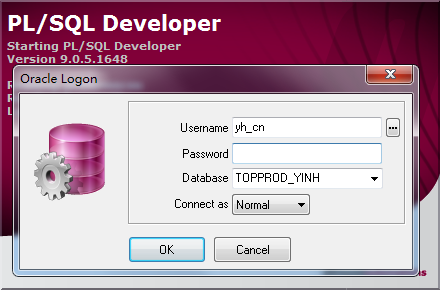 PL/SQL Developer
Starting PL/SQL Developer
Version 9.0.5.1648
Oracle Logon
Username yh_cn ...
Password
Database TOPPROD_YINH
Connect as Normal
OK Cancel